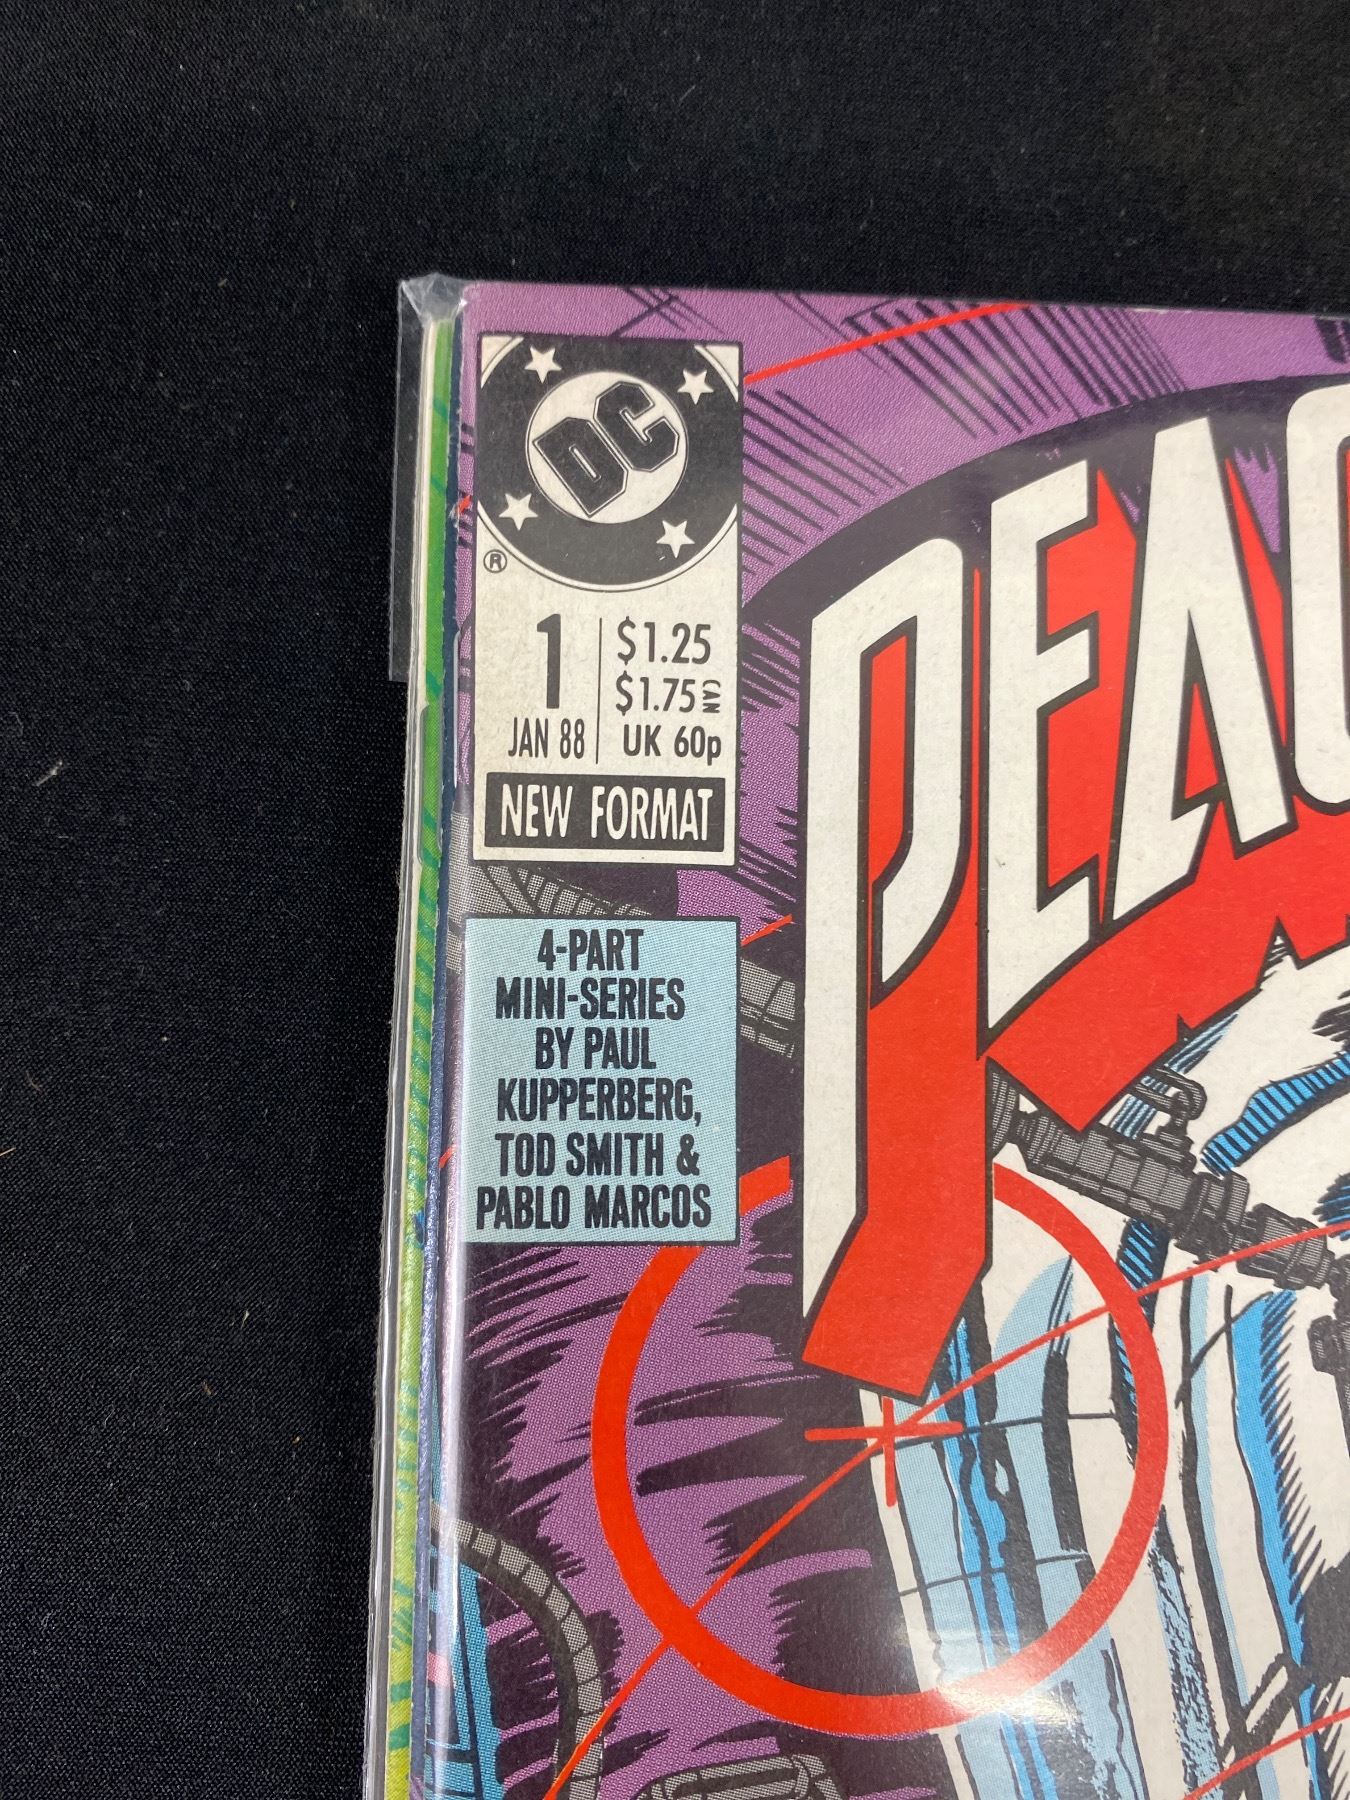 DC
®
1
JAN 88
$1.25
$1.75 CAN
UK 60p
NEW FORMAT
4-PART
MINI-SERIES
BY PAUL
KUPPERBERG,
TOD SMITH &
PABLO MARCOS
PEAC